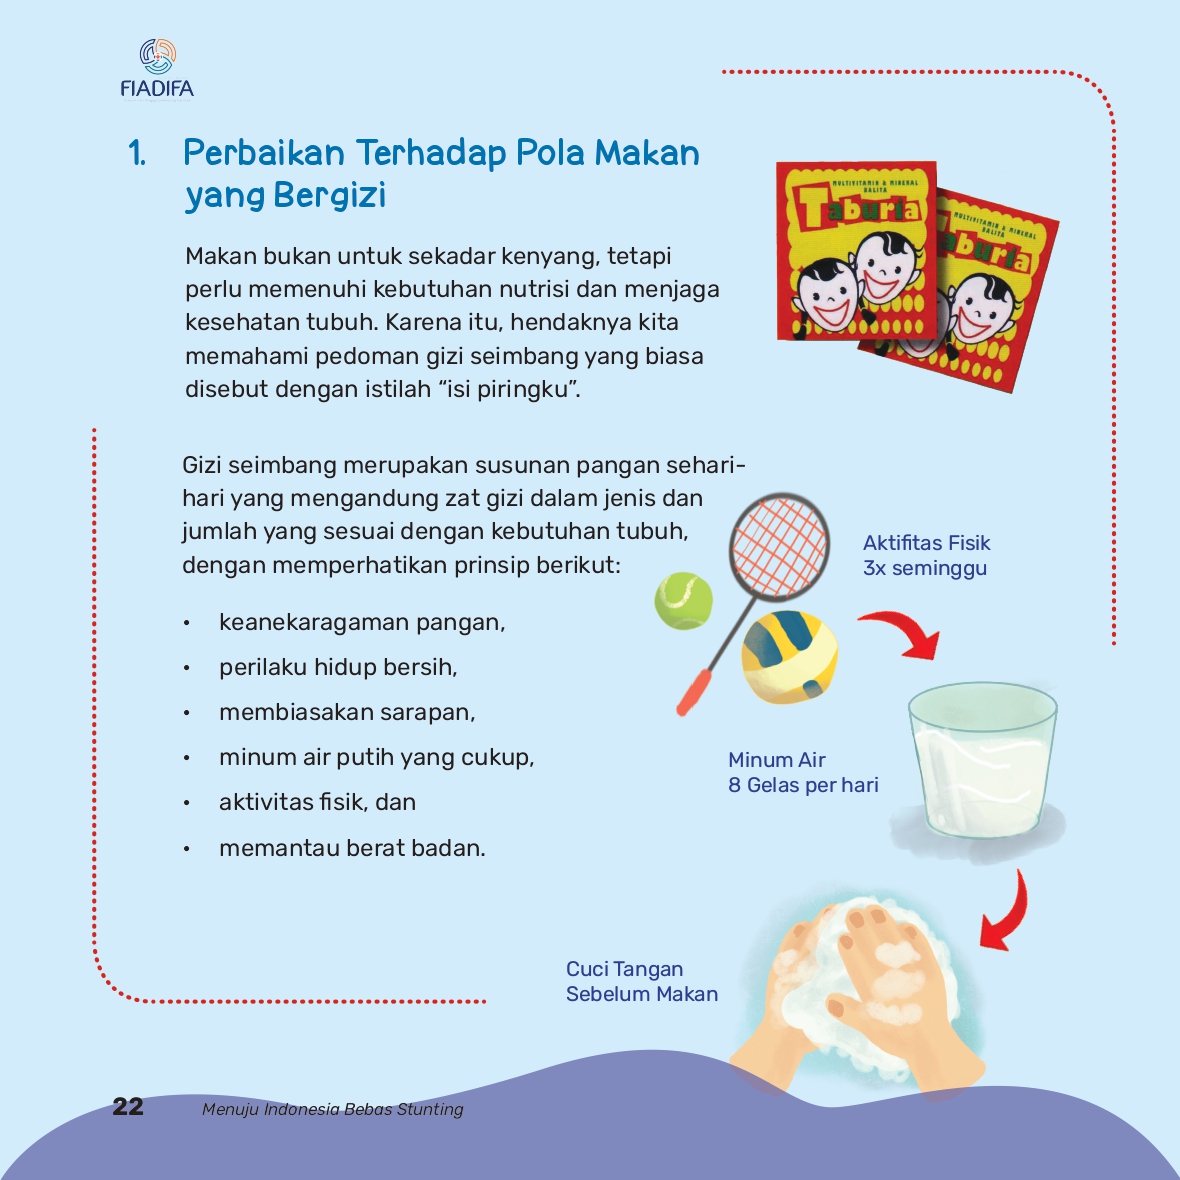 FIADIFA
1. Perbaikan Terhadap Pola Makan
yang Bergizi
Makan bukan untuk sekadar kenyang, tetapi
perlu memenuhi kebutuhan nutrisi dan menjaga
kesehatan tubuh. Karena itu, hendaknya kita
memahami pedoman gizi seimbang yang biasa
disebut dengan istilah “isi piringku”.
MULTIVITAMIN & MINERAL
BALITA
Taburia
MULTIVITAMIN & MINERAL
BALITA
aburia
Gizi seimbang merupakan susunan pangan sehari-
hari yang mengandung zat gizi dalam jenis dan
jumlah yang sesuai dengan kebutuhan tubuh,
dengan memperhatikan prinsip berikut:
• keanekaragaman pangan,
• perilaku hidup bersih,
• membiasakan sarapan,
• minum air putih yang cukup,
• aktivitas fisik, dan
• memantau berat badan.
Aktifitas Fisik
3x seminggu
Minum Air
8 Gelas per hari
Cuci Tangan
Sebelum Makan
22 Menuju Indonesia Bebas Stunting